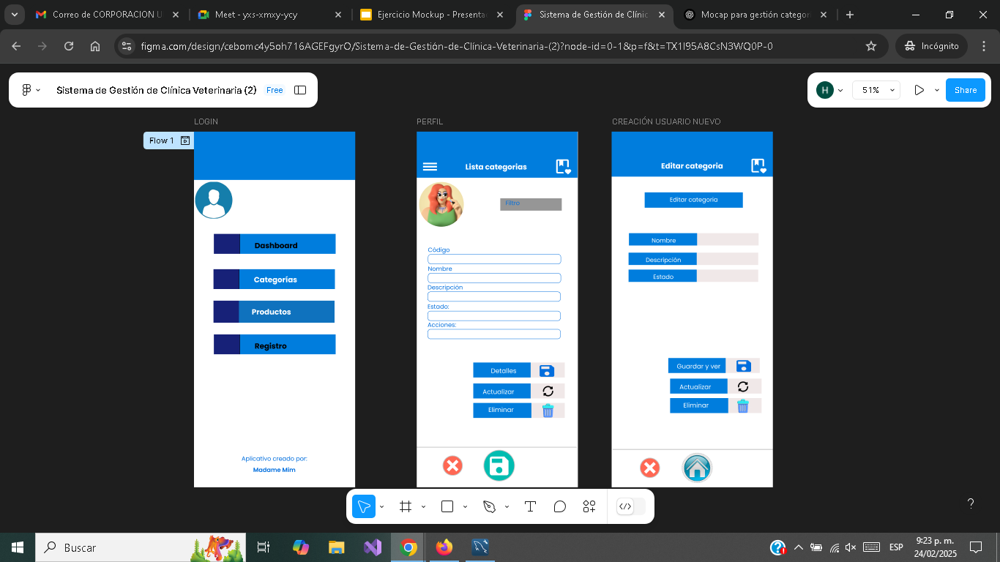 Correo de CORPORACION U
Meet - yxs-xmxy-ycy
Ejercicio Mockup - Presentac
Sistema de Gestión de Clínic
Mocap para gestión categorí
figma.com/design/cebomc4y5oh716AGEFgyrO/Sistema-de-Gestión-de-Clínica-Veterinaria-(2)?node-id=0-1&p=f&t=TX1I95A8CsN3WQ0P-0
Incógnito
Sistema de Gestión de Clínica Veterinaria (2)
Free
H
51%
Share
LOGIN
Flow 1
Dashboard
Categorías
Productos
Registro
Aplicativo creado por:
Madame Mim
PERFIL
Lista categorias
Filtro
Código
Nombre
Descripción
Estado:
Acciones:
Detalles
Actualizar
Eliminar
CREACIÓN USUARIO NUEVO
Editar categoria
Editar categoria
Nombre
Descripción
Estado
Guardar y ver
Actualizar
Eliminar
?
Buscar
ESP
9:23 p. m.
24/02/2025